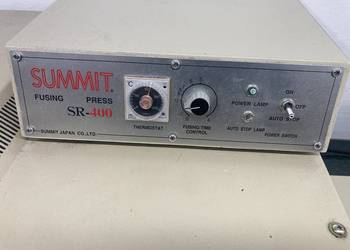 SUMMIT®
FUSING PRESS
SR-400
SUMMIT JAPAN CO.,LTD.
°C
THERMOSTAT
FUSING-TIME
CONTROL
POWER LAMP
AUTO STOP LAMP
ON
OFF
AUTO STOP
POWER SWITCH